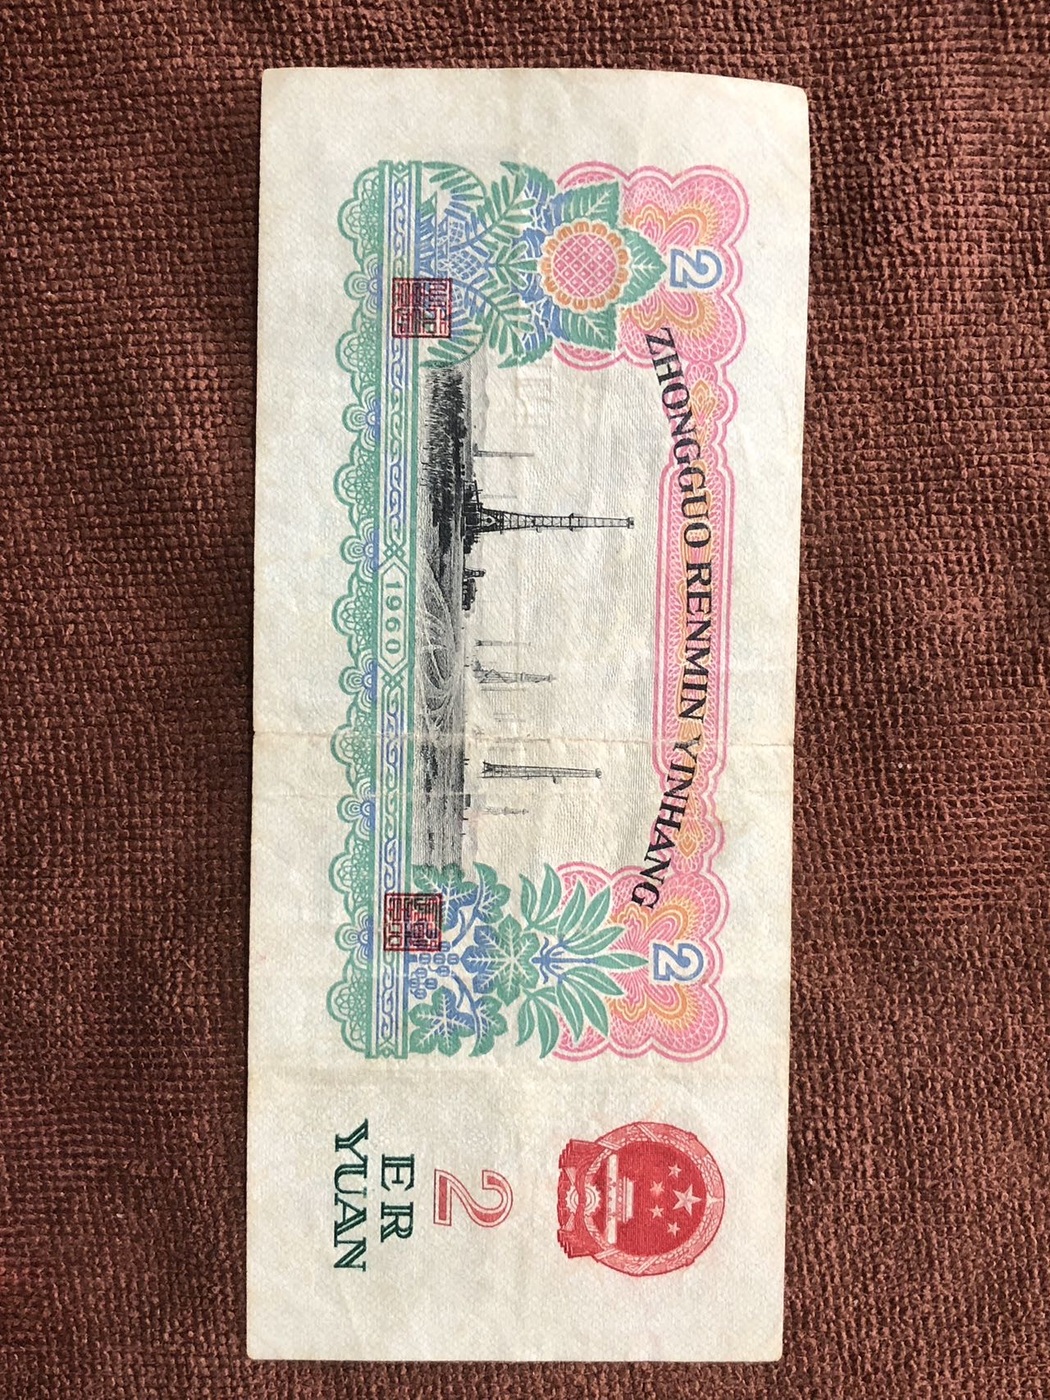 2
2
ZHONGGUO RENMIN YINHANG
1960
2
ER
YUAN